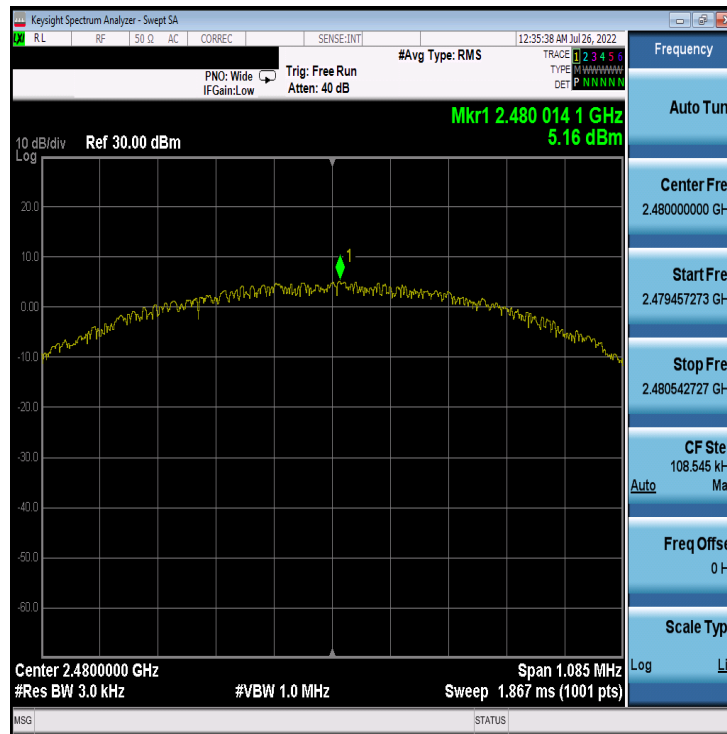 Keysight Spectrum Analyzer - Swept SA
LXI RL RF 50 Ω AC CORREC SENSE:INT 12:35:38 AM Jul 26, 2022
#Avg Type: RMS TRACE 1 2 3 4 5 6
PNO: Wide Trig: Free Run TYPE M WWWWW
IFGain:Low Atten: 40 dB DET P N N N N N
Mkr1 2.480 014 1 GHz
5.16 dBm
10 dB/div Ref 30.00 dBm
Log
20.0
10.0
1
0.00
-10.0
-20.0
-30.0
-40.0
-50.0
-60.0
Center 2.4800000 GHz Span 1.085 MHz
#Res BW 3.0 kHz #VBW 1.0 MHz Sweep 1.867 ms (1001 pts)
MSG STATUS
Frequency
Auto Tun
Center Fre
2.480000000 GH
Start Fre
2.479457273 GH
Stop Fre
2.480542727 GH
CF Ste
108.545 kH
Auto Ma
Freq Offse
0 H
Scale Typ
Log Li